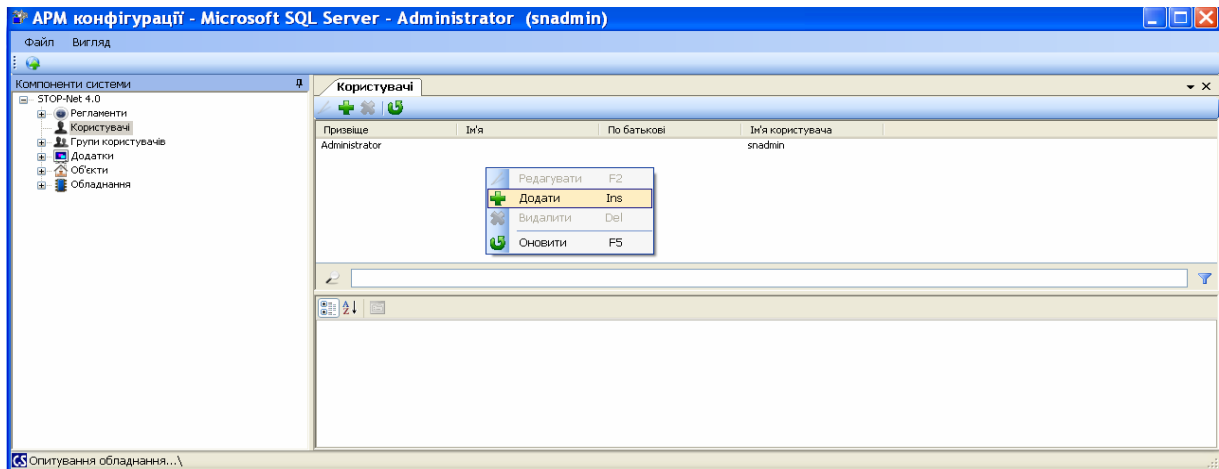 АРМ конфігурації - Microsoft SQL Server - Administrator (snadmin)
Файл Вигляд
Компоненти системи
STOP-Net 4.0
Регламенти
Користувачі
Групи користувачів
Додатки
Об'єкти
Обладнання
Користувачі
Призвіще Ім'я По батькові Ім'я користувача
Administrator snadmin
Редагувати F2
Додати Ins
Видалити Del
Оновити F5
Опитування обладнання...\